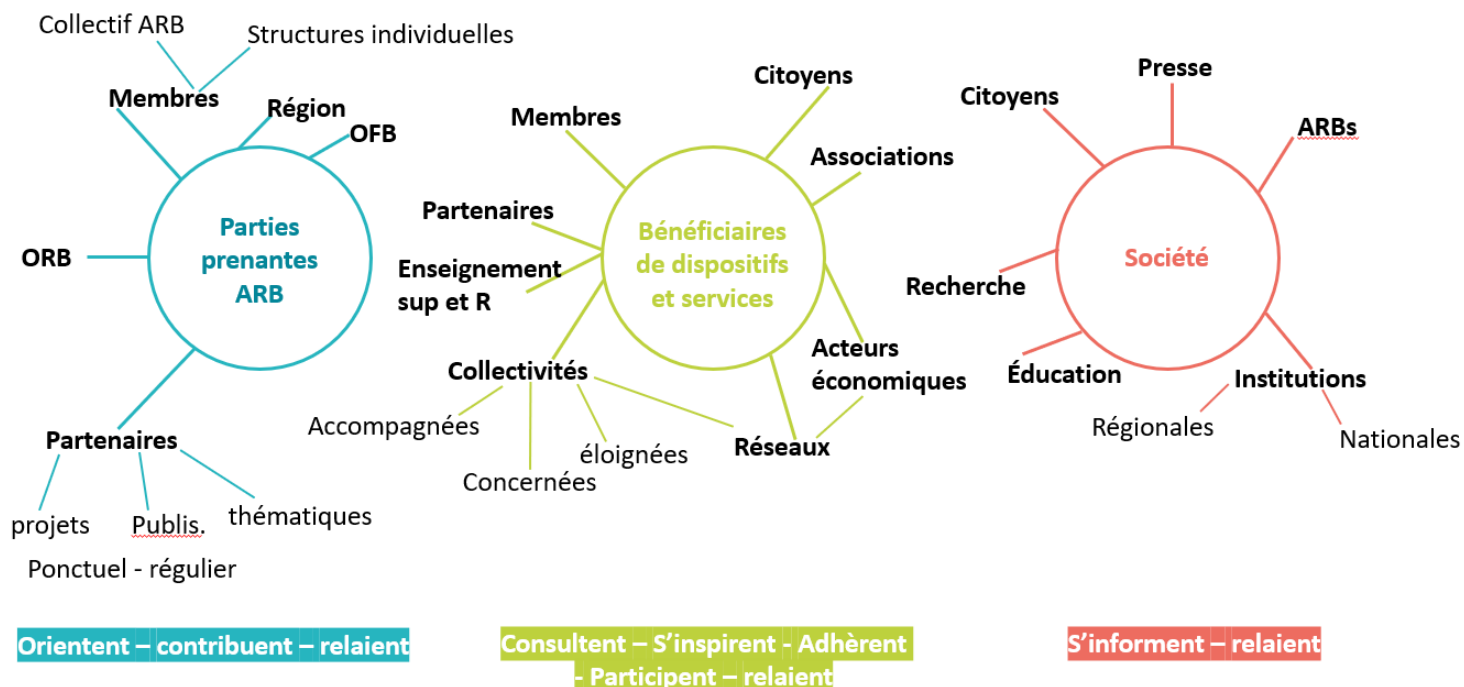 Collectif ARB
Structures individuelles
Membres
Région
OFB
Parties
prenantes
ARB
ORB
Partenaires
projets
Publis.
thématiques
Ponctuel - régulier
Orientent – contribuent – relaient
Citoyens
Membres
Associations
Partenaires
Bénéficiaires
de dispositifs
et services
Enseignement
sup et R
Acteurs
économiques
Collectivités
Accompagnées
éloignées
Réseaux
Concernées
Consultent – S’inspirent - Adhèrent
- Participent – relaient
Presse
Citoyens
ARBs
Société
Recherche
Éducation
Institutions
Régionales
Nationales
S’informent – relaient